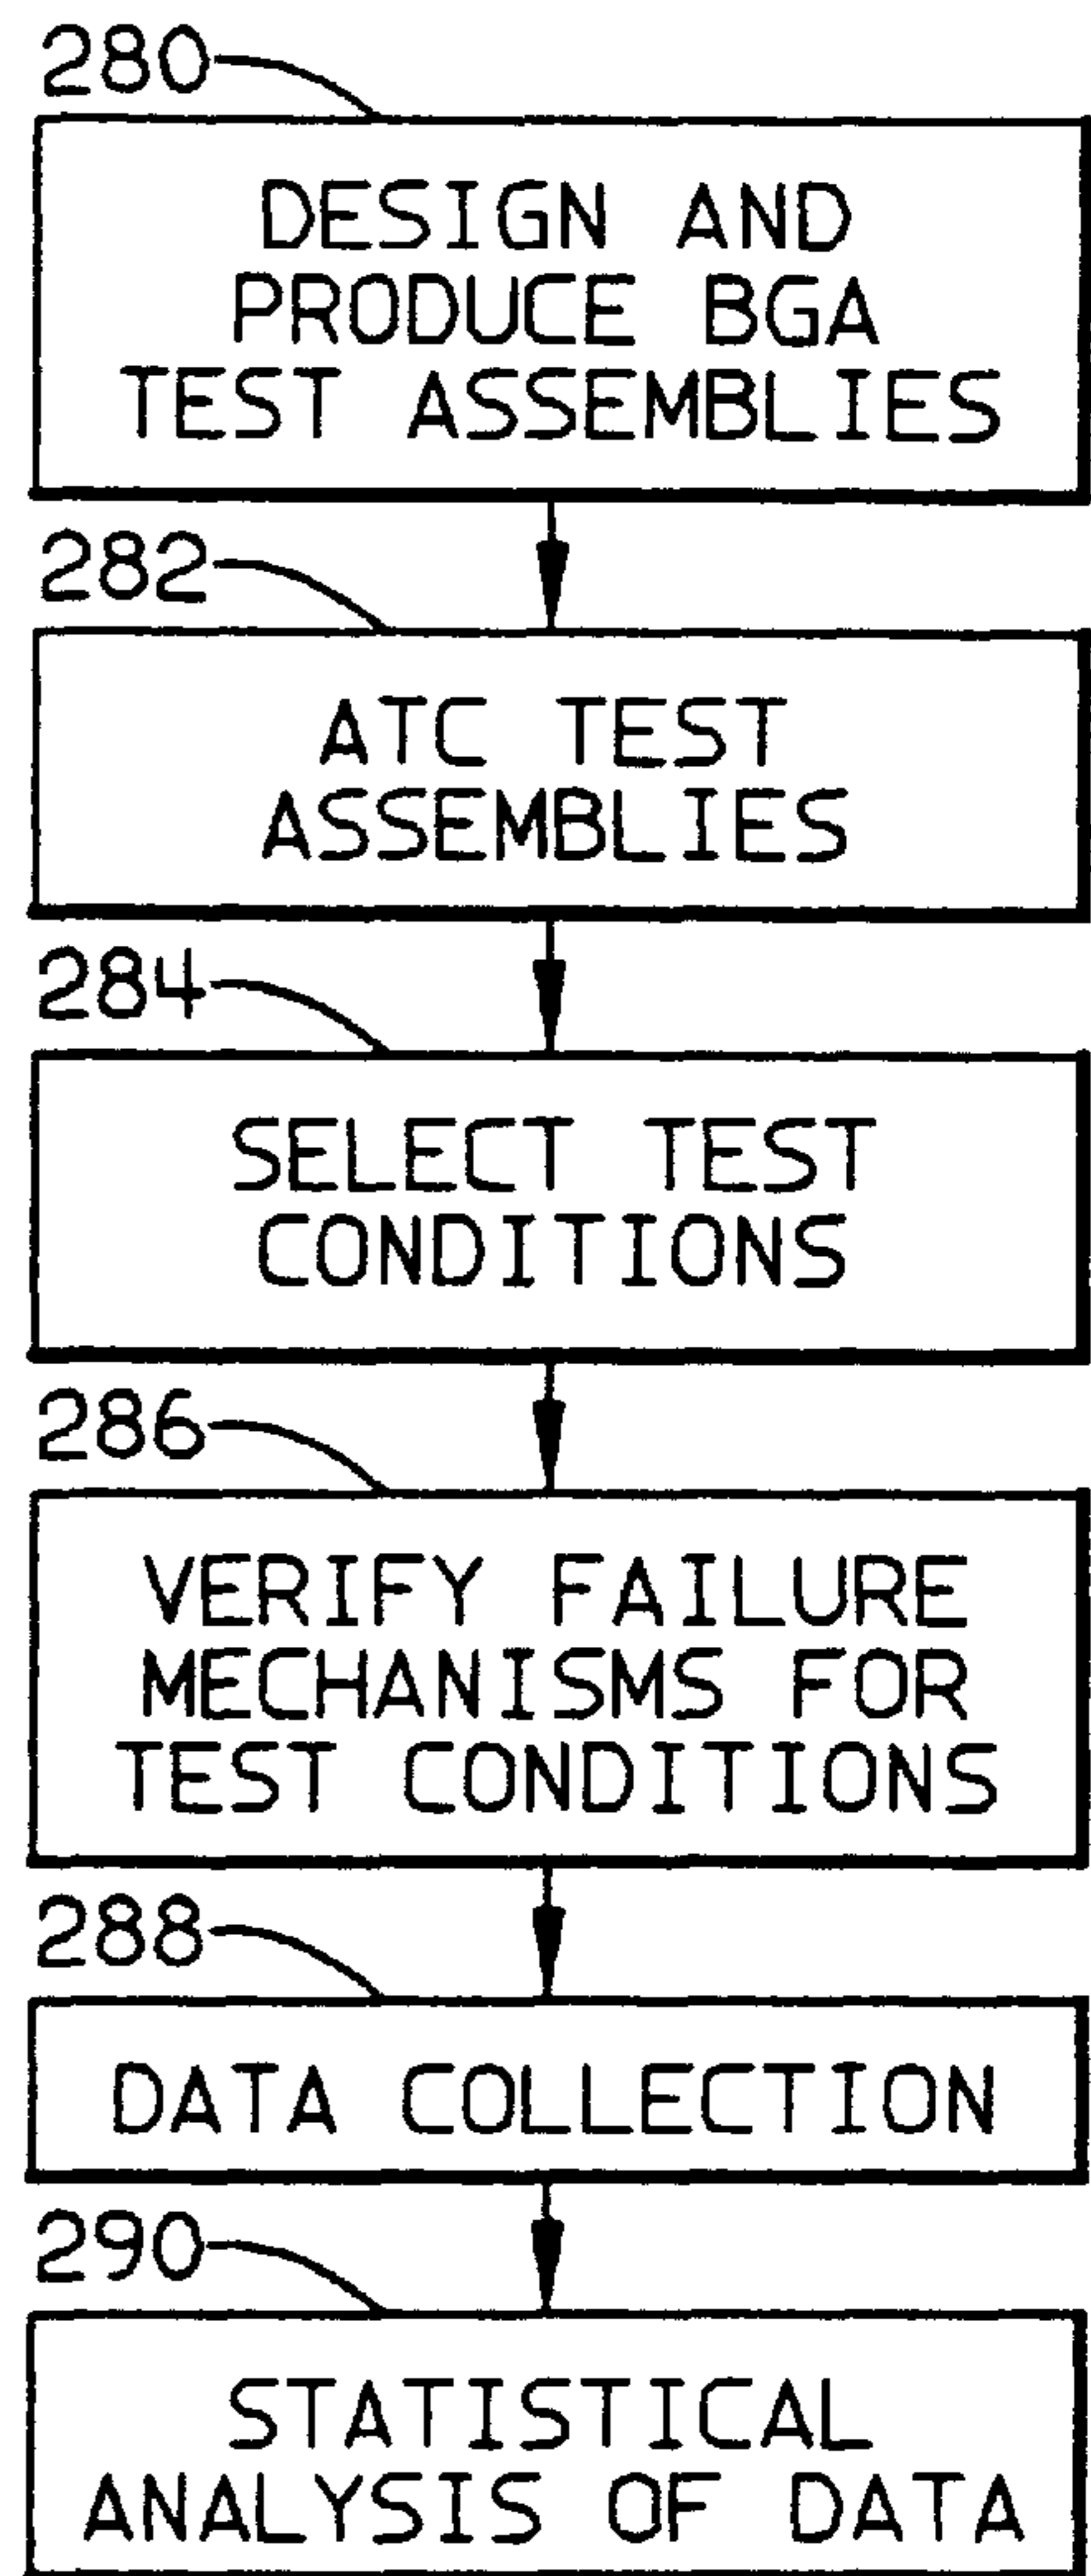 280
DESIGN AND
PRODUCE BGA
TEST ASSEMBLIES
282
ATC TEST
ASSEMBLIES
284
SELECT TEST
CONDITIONS
286
VERIFY FAILURE
MECHANISMS FOR
TEST CONDITIONS
288
DATA COLLECTION
290
STATISTICAL
ANALYSIS OF DATA